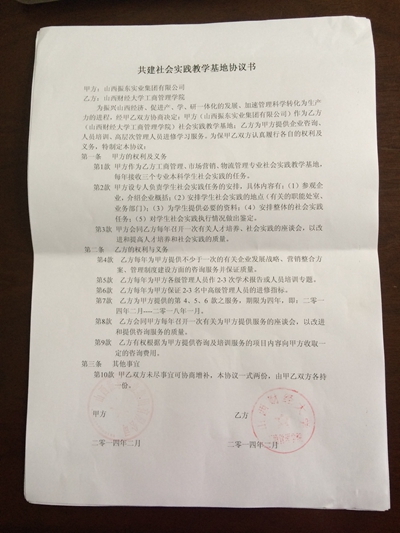 共建社会实践教学基地协议书
甲方：山西振东实业集团有限公司
乙方：山西财经大学工商管理学院
为振兴山西经济、促进产、学、研一体化的发展、加速管理科学转化为生产
力的进程，经甲乙双方协商决定：甲方（山西振东实业集团有限公司）作为乙方
（山西财经大学工商管理学院）社会实践教学基地；乙方为甲方提供企业咨询、
人员培训、高层次管理人员进修学习服务。为保甲乙双方认真履行各自的权利及
义务，特制定本协议：
第一条 甲方的权利及义务
第1款 甲方作为乙方工商管理、市场营销、物流管理专业社会实践教学基地，
每年接收三个专业本科学生社会实践的任务。
第2款 甲方设专人负责学生社会实践任务的安排。具体内容有：（1）参观企
业，介绍企业概括；（2）安排学生社会实践的地点（有关的职能处室、
业务部门）；（3）为学生提供必要的资料；（4）安排整体的社会实践
任务；（5）对学生社会实践执行情况做出鉴定。
第3款 甲方会同乙方每年召开一次有关人才培养、社会实践的座谈会，以改
进和提高人才培养和社会实践的质量。
第二条 乙方的权利与义务
第4款 乙方每年为甲方提供不少于一次的有关企业发展战略、营销整合方
案、管理制度建设方面的咨询服务并保证质量。
第5款 乙方每年为甲方各级管理人员作2-3次学术报告或人员培训专题。
第6款 乙方每年为甲方保证2-3名中高级管理人员的进修指标。
第7款 乙方为甲方提供的第4、5、6款之服务，期限为四年，即：二零一
四年二月---二零一八年一月。
第8款 乙方会同甲方每年召开一次有关为甲方提供服务的座谈会，以改进
和提供咨询服务的质量。
第9款 乙方有权根据为甲方提供咨询及培训服务的项目内容向甲方收取一
定的咨询费用。
第三条 其他事宜
第10款 甲乙双方未尽事宜可协商增补，本协议一式两份，由甲乙双方各持
一份。
甲方 乙方
二零一四年二月 二零一四年二月